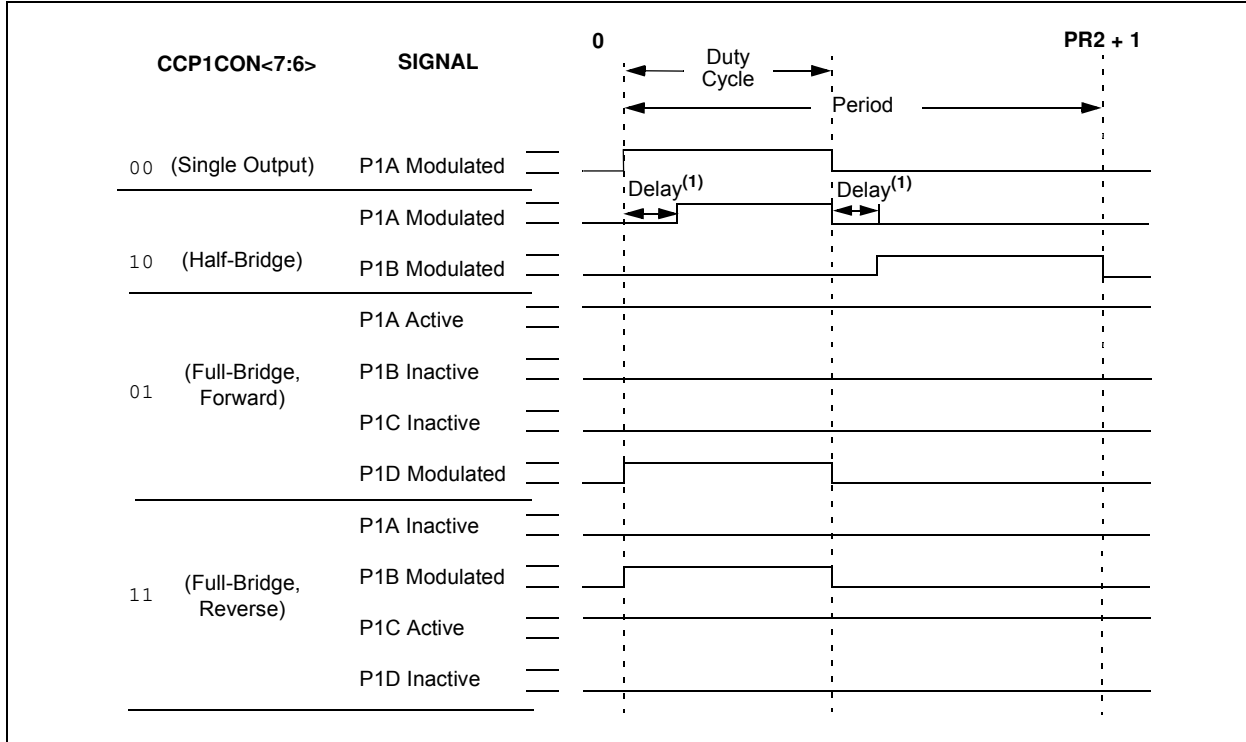 CCP1CON<7:6>
SIGNAL
0
PR2 + 1
Duty
Cycle
Period
00 (Single Output) P1A Modulated
Delay(1)
Delay(1)
P1A Modulated
10 (Half-Bridge)
P1B Modulated
P1A Active
01 (Full-Bridge,
Forward)
P1B Inactive
P1C Inactive
P1D Modulated
P1A Inactive
11 (Full-Bridge,
Reverse)
P1B Modulated
P1C Active
P1D Inactive